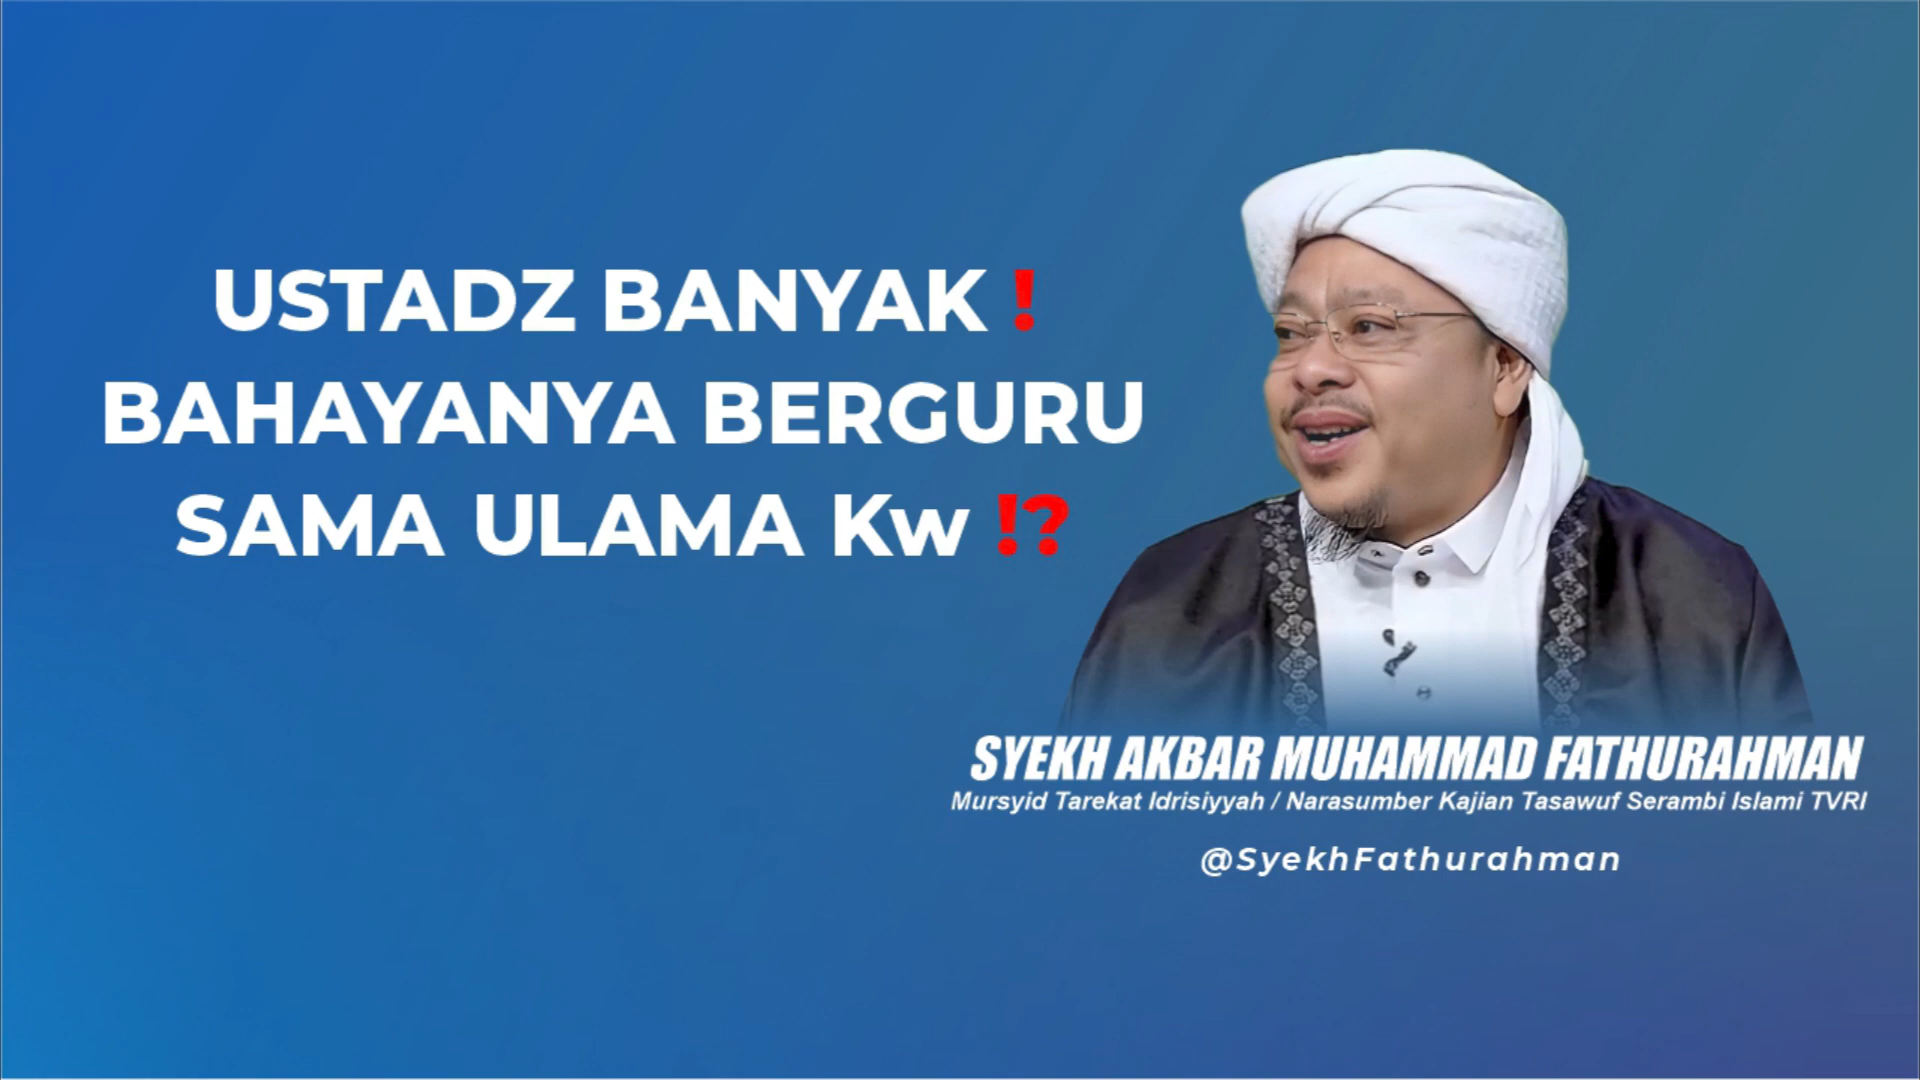 USTADZ BANYAK !
BAHAYANYA BERGURU
SAMA ULAMA Kw !?
SYEKH AKBAR MUHAMMAD FATHURAHMAN
Mursyid Tarekat Idrisiyyah / Narasumber Kajian Tasawuf Serambi Islami TVRI
@SyekhFathurahman